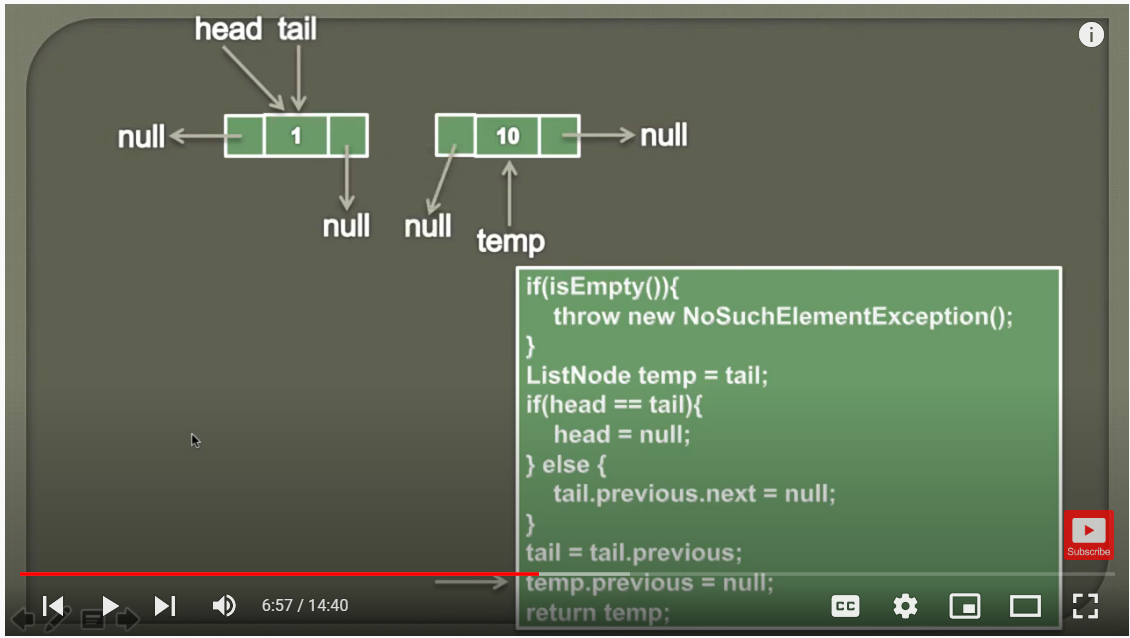 head tail
null 1 10 null
null null
temp
if(isEmpty()){
throw new NoSuchElementException();
}
ListNode temp = tail;
if(head == tail){
head = null;
} else {
tail.previous.next = null;
}
tail = tail.previous;
temp.previous = null;
return temp;
Subscribe
6:57 / 14:40
CC